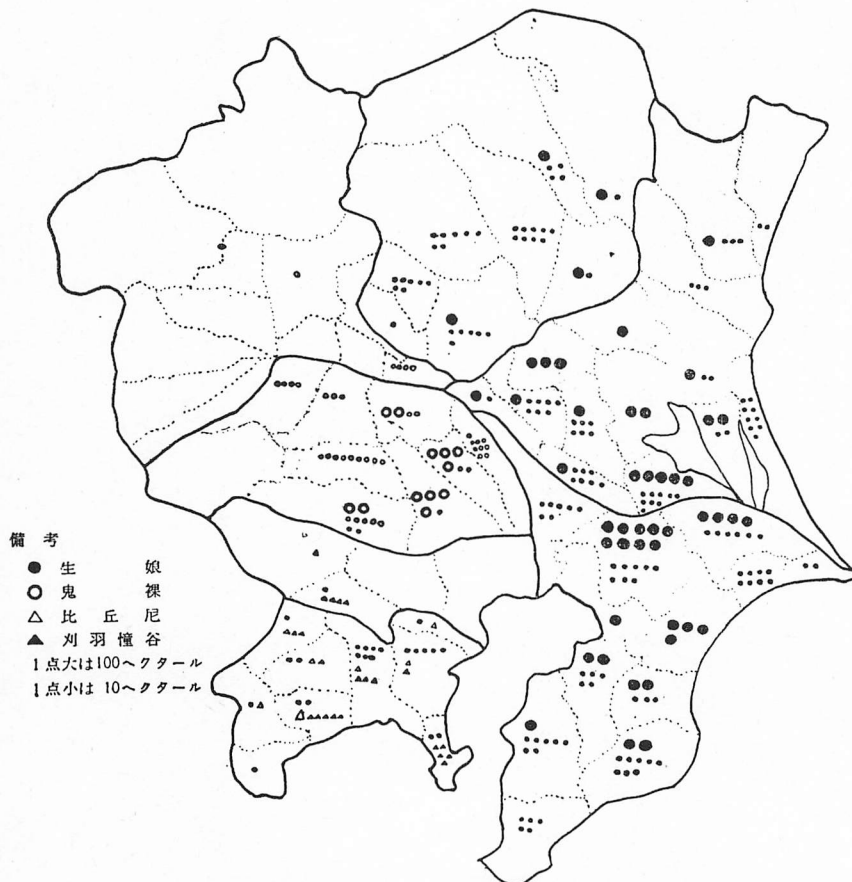 備考
● 生娘
○ 鬼裸
△ 比丘尼
▲ 刈羽憧谷
1点大は100ヘクタール
1点小は10ヘクタール